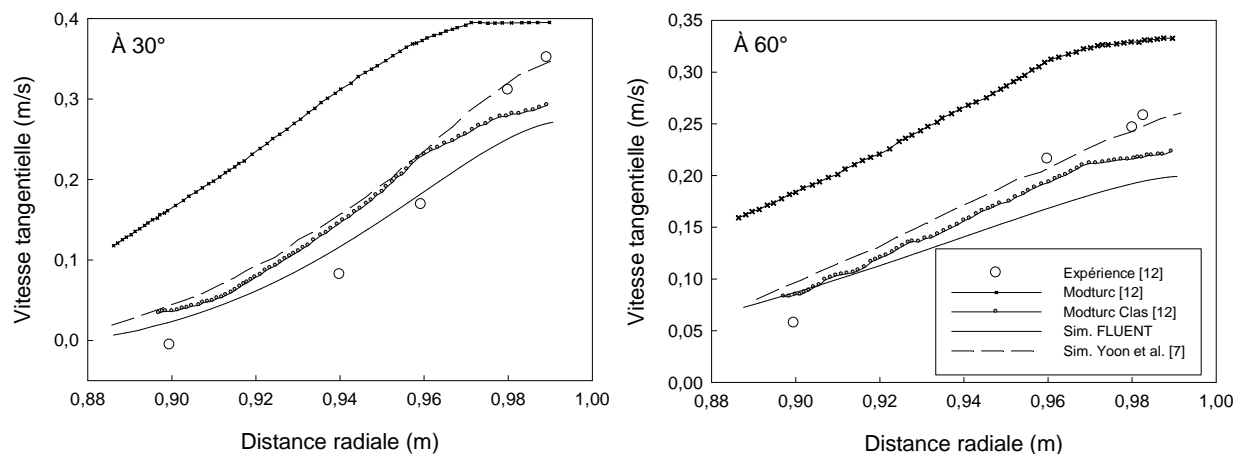 À 30°
Vitesse tangentielle (m/s)
0,4
0,3
0,2
0,1
0,0
0,88 0,90 0,92 0,94 0,96 0,98 1,00
Distance radiale (m)
À 60°
Vitesse tangentielle (m/s)
0,35
0,30
0,25
0,20
0,15
0,10
0,05
0,00
0,88 0,90 0,92 0,94 0,96 0,98 1,00
Distance radiale (m)
Expérience [12]
Modturc [12]
Modturc Clas [12]
Sim. FLUENT
Sim. Yoon et al. [7]